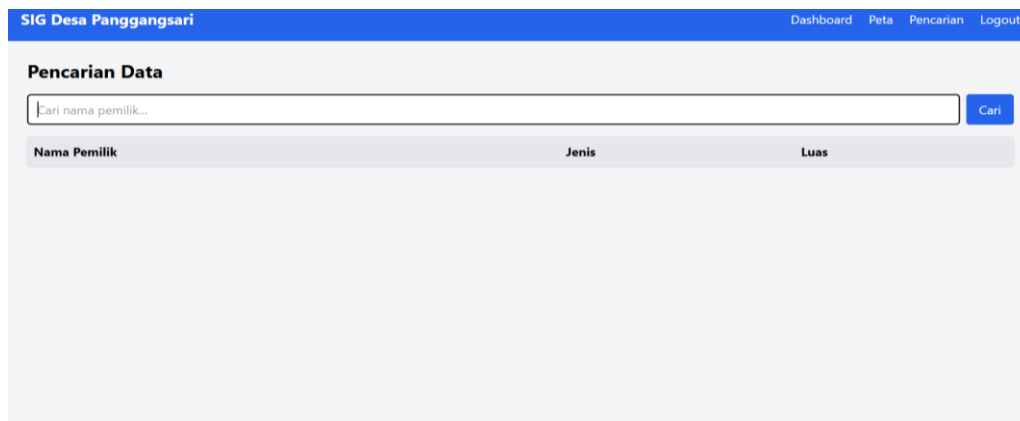 SIG Desa Panggangsari Dashboard Peta Pencarian Logout
Pencarian Data
Cari nama pemilik... Cari
Nama Pemilik Jenis Luas